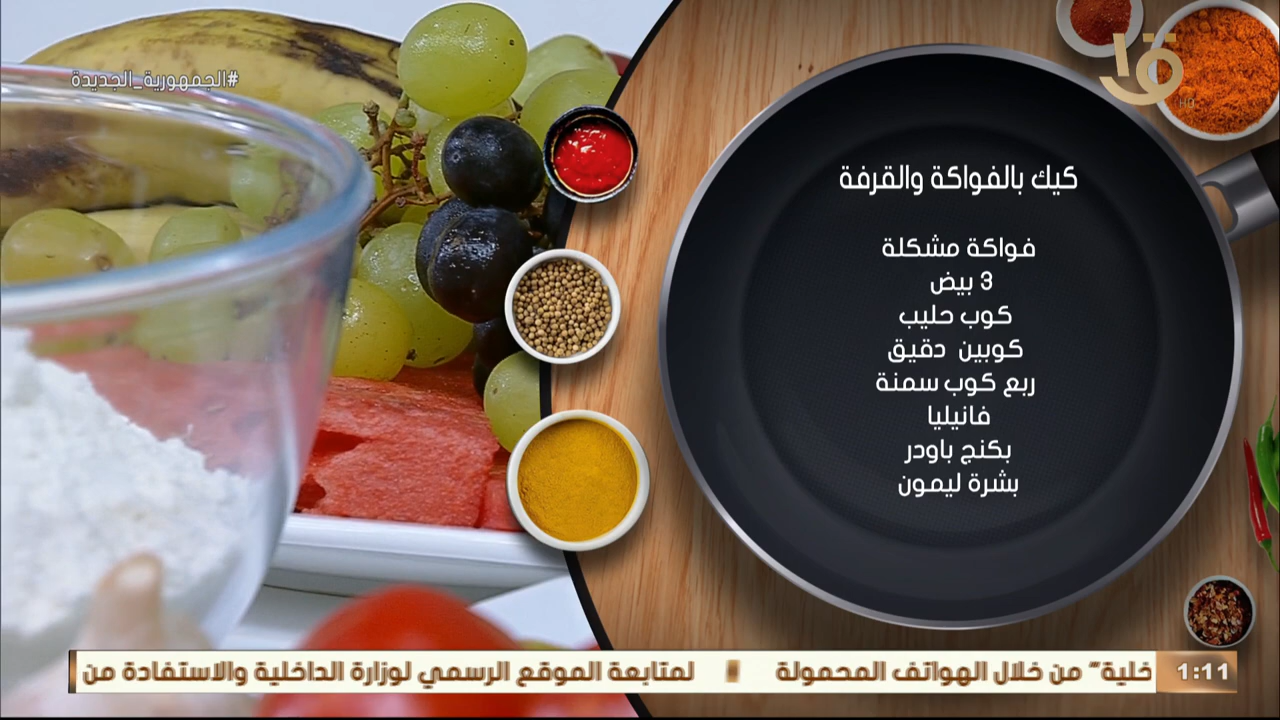 #الجمهورية_الجديدة
HD
كيك بالفواكة والقرفة
فواكة مشكلة
3 بيض
كوب حليب
كوبين دقيق
ربع كوب سمنة
فانيليا
بكنج باودر
بشرة ليمون
1:11
خلية" من خلال الهواتف المحمولة
لمتابعة الموقع الرسمي لوزارة الداخلية والاستفادة من